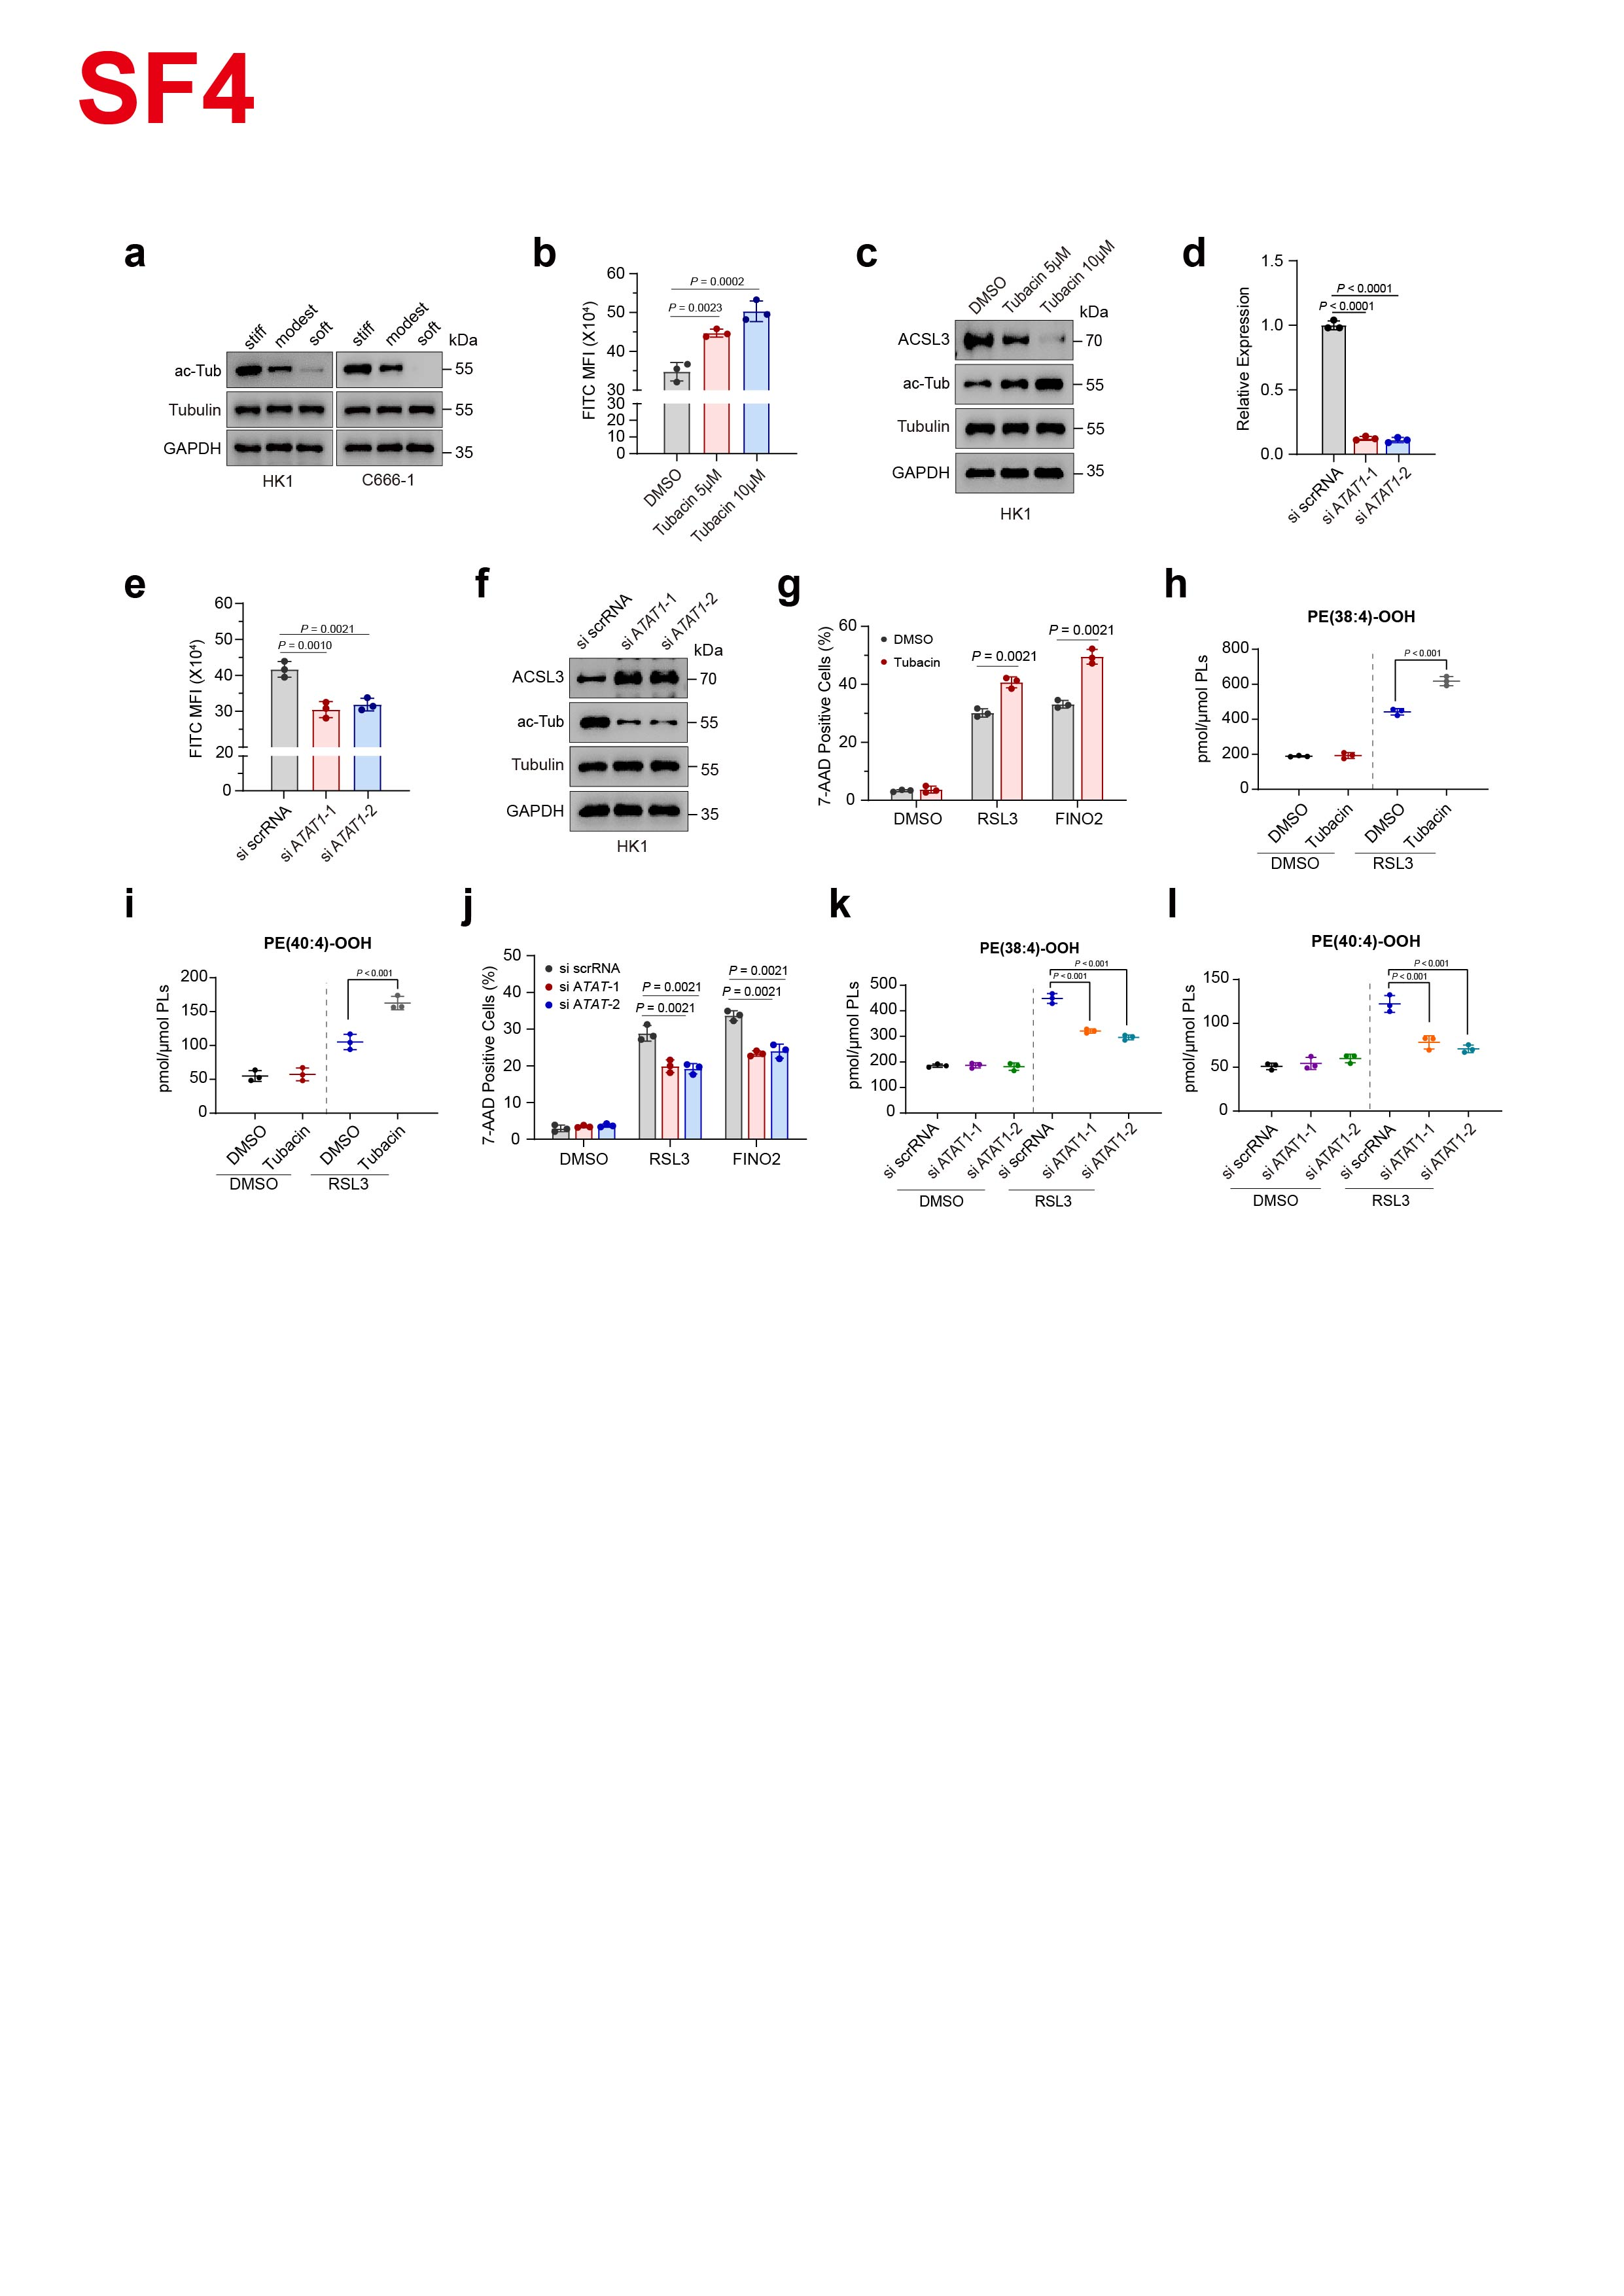 SF4
a
stiff
modest
soft
stiff
modest
soft
kDa
ac-Tub
55
Tubulin
55
GAPDH
35
HK1
C666-1
b
FITC MFI (X10⁴)
60
50
40
30
30
20
10
0
P = 0.0002
P = 0.0023
DMSO
Tubacin 5μM
Tubacin 10μM
c
DMSO
Tubacin 5μM
Tubacin 10μM
kDa
ACSL3
70
ac-Tub
55
Tubulin
55
GAPDH
35
HK1
d
Relative Expression
1.5
1.0
0.5
0.0
P < 0.0001
P < 0.0001
si scrRNA
si ATAT1-1
si ATAT1-2
e
FITC MFI (X10⁴)
60
50
40
30
20
0
P = 0.0021
P = 0.0010
si scrRNA
si ATAT1-1
si ATAT1-2
f
si scrRNA
si ATAT1-1
si ATAT1-2
kDa
ACSL3
70
ac-Tub
55
Tubulin
55
GAPDH
35
HK1
g
7-AAD Positive Cells (%)
60
40
20
0
DMSO
Tubacin
P = 0.0021
P = 0.0021
DMSO
RSL3
FINO2
h
PE(38:4)-OOH
pmol/μmol PLs
800
600
400
200
0
P < 0.001
DMSO
Tubacin
DMSO
Tubacin
DMSO
RSL3
i
PE(40:4)-OOH
pmol/μmol PLs
200
150
100
50
0
P < 0.001
DMSO
Tubacin
DMSO
Tubacin
DMSO
RSL3
j
7-AAD Positive Cells (%)
50
40
30
20
10
0
si scrRNA
si ATAT-1
si ATAT-2
P = 0.0021
P = 0.0021
P = 0.0021
P = 0.0021
DMSO
RSL3
FINO2
k
PE(38:4)-OOH
pmol/μmol PLs
500
400
300
200
100
0
P < 0.001
P < 0.001
si scrRNA
si ATAT1-1
si ATAT1-2
si scrRNA
si ATAT1-1
si ATAT1-2
DMSO
RSL3
l
PE(40:4)-OOH
pmol/μmol PLs
150
100
50
0
P < 0.001
P < 0.001
si scrRNA
si ATAT1-1
si ATAT1-2
si scrRNA
si ATAT1-1
si ATAT1-2
DMSO
RSL3